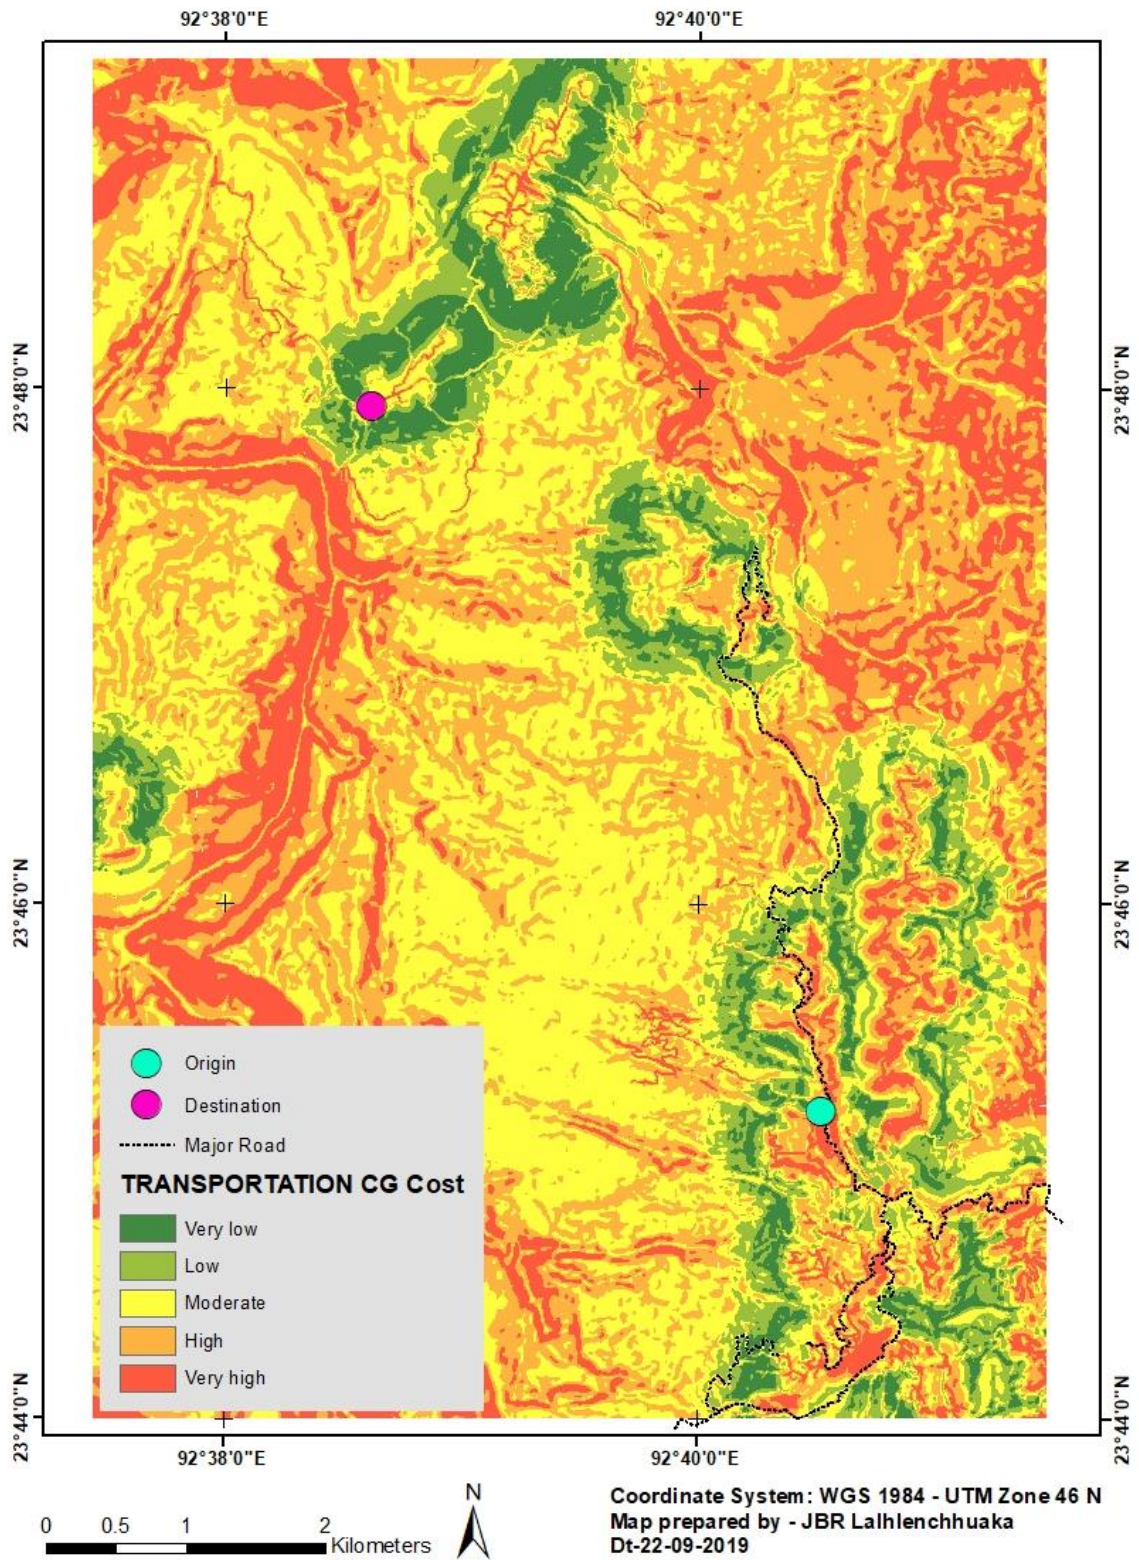 92°38'0"E 92°40'0"E
23°48'0"N 23°48'0"N
23°46'0"N 23°46'0"N
Origin
Destination
Major Road
TRANSPORTATION CG Cost
Very low
Low
Moderate
High
Very high
23°44'0"N 23°44'0"N
92°38'0"E 92°40'0"E
N
0 0.5 1 2
Kilometers
Coordinate System: WGS 1984 - UTM Zone 46 N
Map prepared by - JBR Lalhlenchhuaka
Dt-22-09-2019